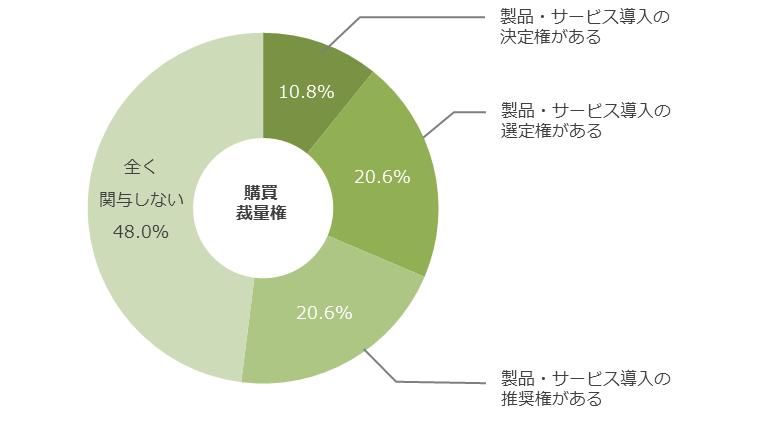 製品・サービス導入の
決定権がある
10.8%
製品・サービス導入の
選定権がある
20.6%
全く
関与しない
48.0%
購買
裁量権
20.6%
製品・サービス導入の
推奨権がある